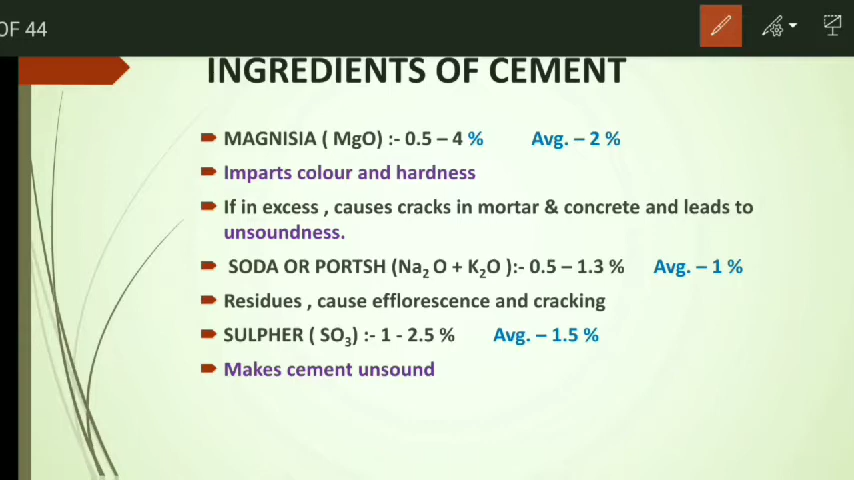 OF 44
INGREDIENTS OF CEMENT
MAGNISIA ( MgO) :- 0.5 – 4 % Avg. – 2 %
Imparts colour and hardness
If in excess , causes cracks in mortar & concrete and leads to
unsoundness.
SODA OR PORTSH (Na₂ O + K₂O ):- 0.5 – 1.3 % Avg. – 1 %
Residues , cause efflorescence and cracking
SULPHER ( SO₃) :- 1 - 2.5 % Avg. – 1.5 %
Makes cement unsound